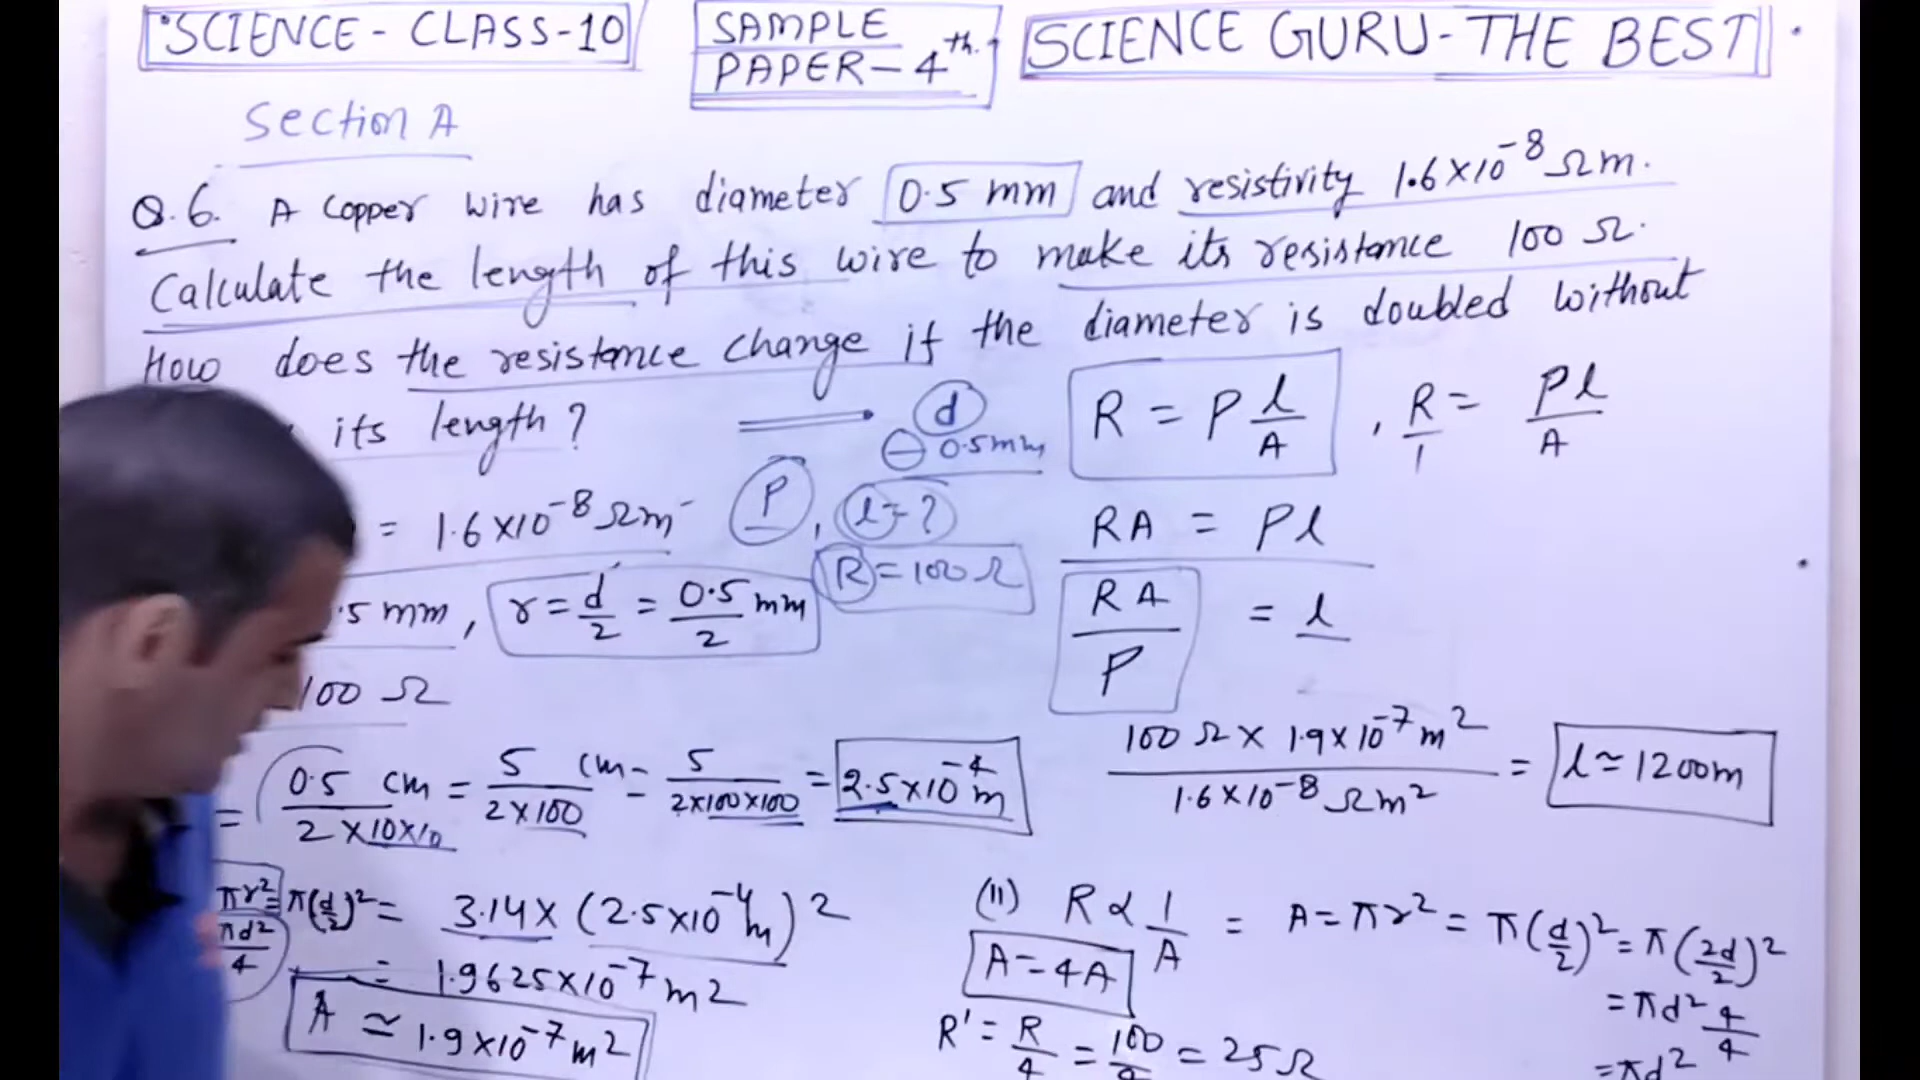 SCIENCE - CLASS-10
SAMPLE PAPER - 4th.
SCIENCE GURU - THE BEST
Section A
Q.6. A Copper wire has diameter 0.5 mm and resistivity 1.6×10⁻⁸ Ωm.
Calculate the length of this wire to make its resistance 100 Ω.
How does the resistance change if the diameter is doubled without
its length?
d
0.5mm
R = P l/A , R/1 = Pl/A
= 1.6×10⁻⁸ Ωm
P , l=?
RA = Pl
R = 100 Ω
.5 mm, r = d/2 = 0.5/2 mm
RA/P = l
100 Ω
= 0.5/(2×10×10) cm = 5/(2×100) cm = 5/(2×100×100) = 2.5×10⁻⁴ m
(100 Ω × 1.9×10⁻⁷ m²)/(1.6×10⁻⁸ Ωm²) = l ≃ 1200m
πr² = π(d/2)² = 3.14 × (2.5×10⁻⁴ m)²
πd²/4
= 1.9625×10⁻⁷ m²
A ≃ 1.9×10⁻⁷ m²
(II) R ∝ 1/A = A = πr² = π(d/2)² = π(2d/2)²
A = 4A
= πd² 4/4
R' = R/4 = 100/4 = 25 Ω
= πd²